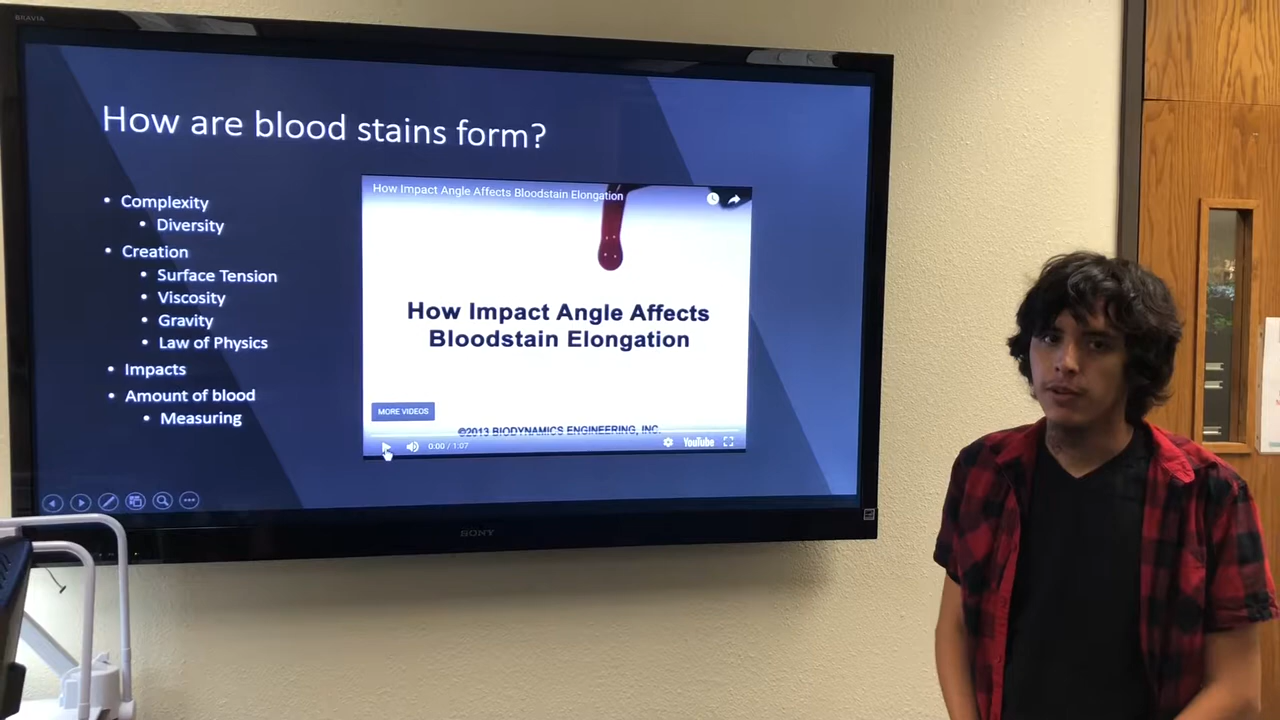 BRAVIA
How are blood stains form?
• Complexity
• Diversity
• Creation
• Surface Tension
• Viscosity
• Gravity
• Law of Physics
• Impacts
• Amount of blood
• Measuring
How Impact Angle Affects Bloodstain Elongation
How Impact Angle Affects
Bloodstain Elongation
MORE VIDEOS
©2013 BIODYNAMICS ENGINEERING, INC.
0:00 / 1:07
YouTube
SONY